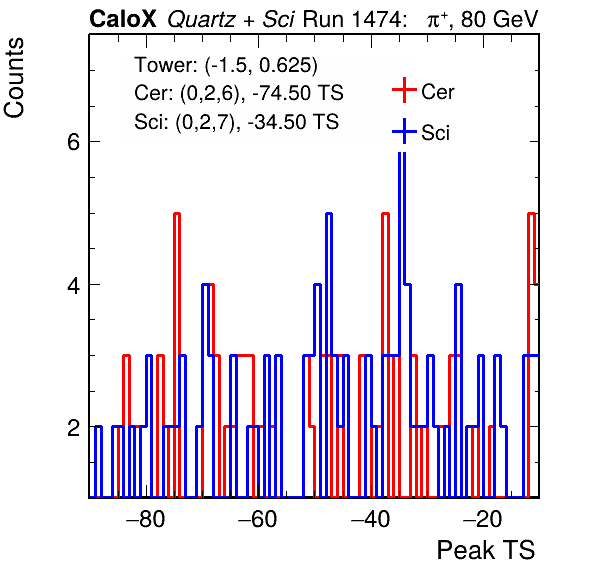 CaloX Quartz + Sci Run 1474: π+, 80 GeV
Counts
Tower: (-1.5, 0.625)
Cer: (0,2,6), -74.50 TS
Sci: (0,2,7), -34.50 TS
Cer
Sci
6
4
2
−80 −60 −40 −20
Peak TS